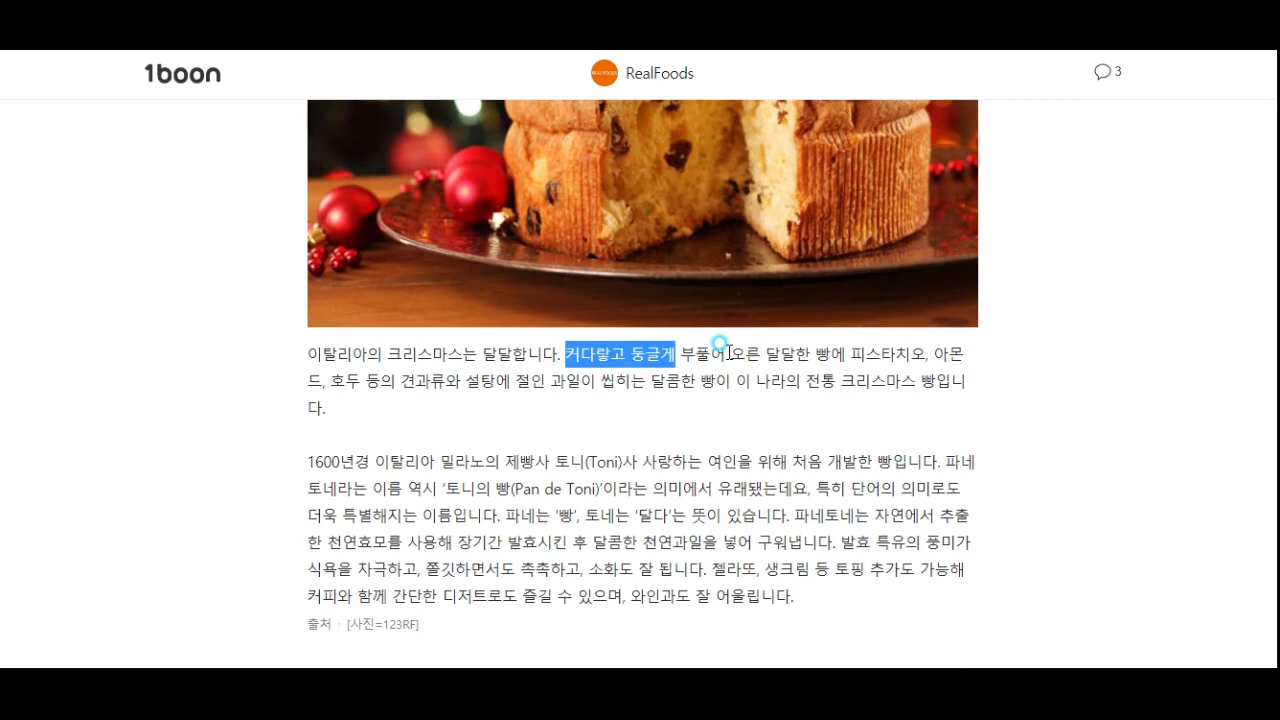 1boon
REALFOODS
RealFoods
3
이탈리아의 크리스마스는 달달합니다. 커다랗고 둥글게 부풀어 오른 달달한 빵에 피스타치오, 아몬
드, 호두 등의 견과류와 설탕에 절인 과일이 씹히는 달콤한 빵이 이 나라의 전통 크리스마스 빵입니
다.
1600년경 이탈리아 밀라노의 제빵사 토니(Toni)사 사랑하는 여인을 위해 처음 개발한 빵입니다. 파네
토네라는 이름 역시 ‘토니의 빵(Pan de Toni)’이라는 의미에서 유래됐는데요, 특히 단어의 의미로도
더욱 특별해지는 이름입니다. 파네는 ‘빵’, 토네는 ‘달다’는 뜻이 있습니다. 파네토네는 자연에서 추출
한 천연효모를 사용해 장기간 발효시킨 후 달콤한 천연과일을 넣어 구워냅니다. 발효 특유의 풍미가
식욕을 자극하고, 쫄깃하면서도 촉촉하고, 소화도 잘 됩니다. 젤라또, 생크림 등 토핑 추가도 가능해
커피와 함께 간단한 디저트로도 즐길 수 있으며, 와인과도 잘 어울립니다.
출처 · [사진=123RF]